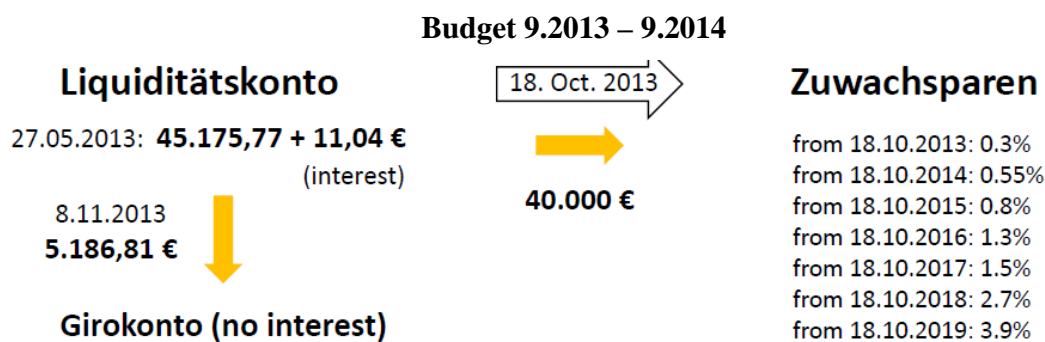 Budget 9.2013 – 9.2014
Liquiditätskonto
18. Oct. 2013
Zuwachsparen
27.05.2013: 45.175,77 + 11,04 €
(interest)
40.000 €
8.11.2013
5.186,81 €
Girokonto (no interest)
from 18.10.2013: 0.3%
from 18.10.2014: 0.55%
from 18.10.2015: 0.8%
from 18.10.2016: 1.3%
from 18.10.2017: 1.5%
from 18.10.2018: 2.7%
from 18.10.2019: 3.9%